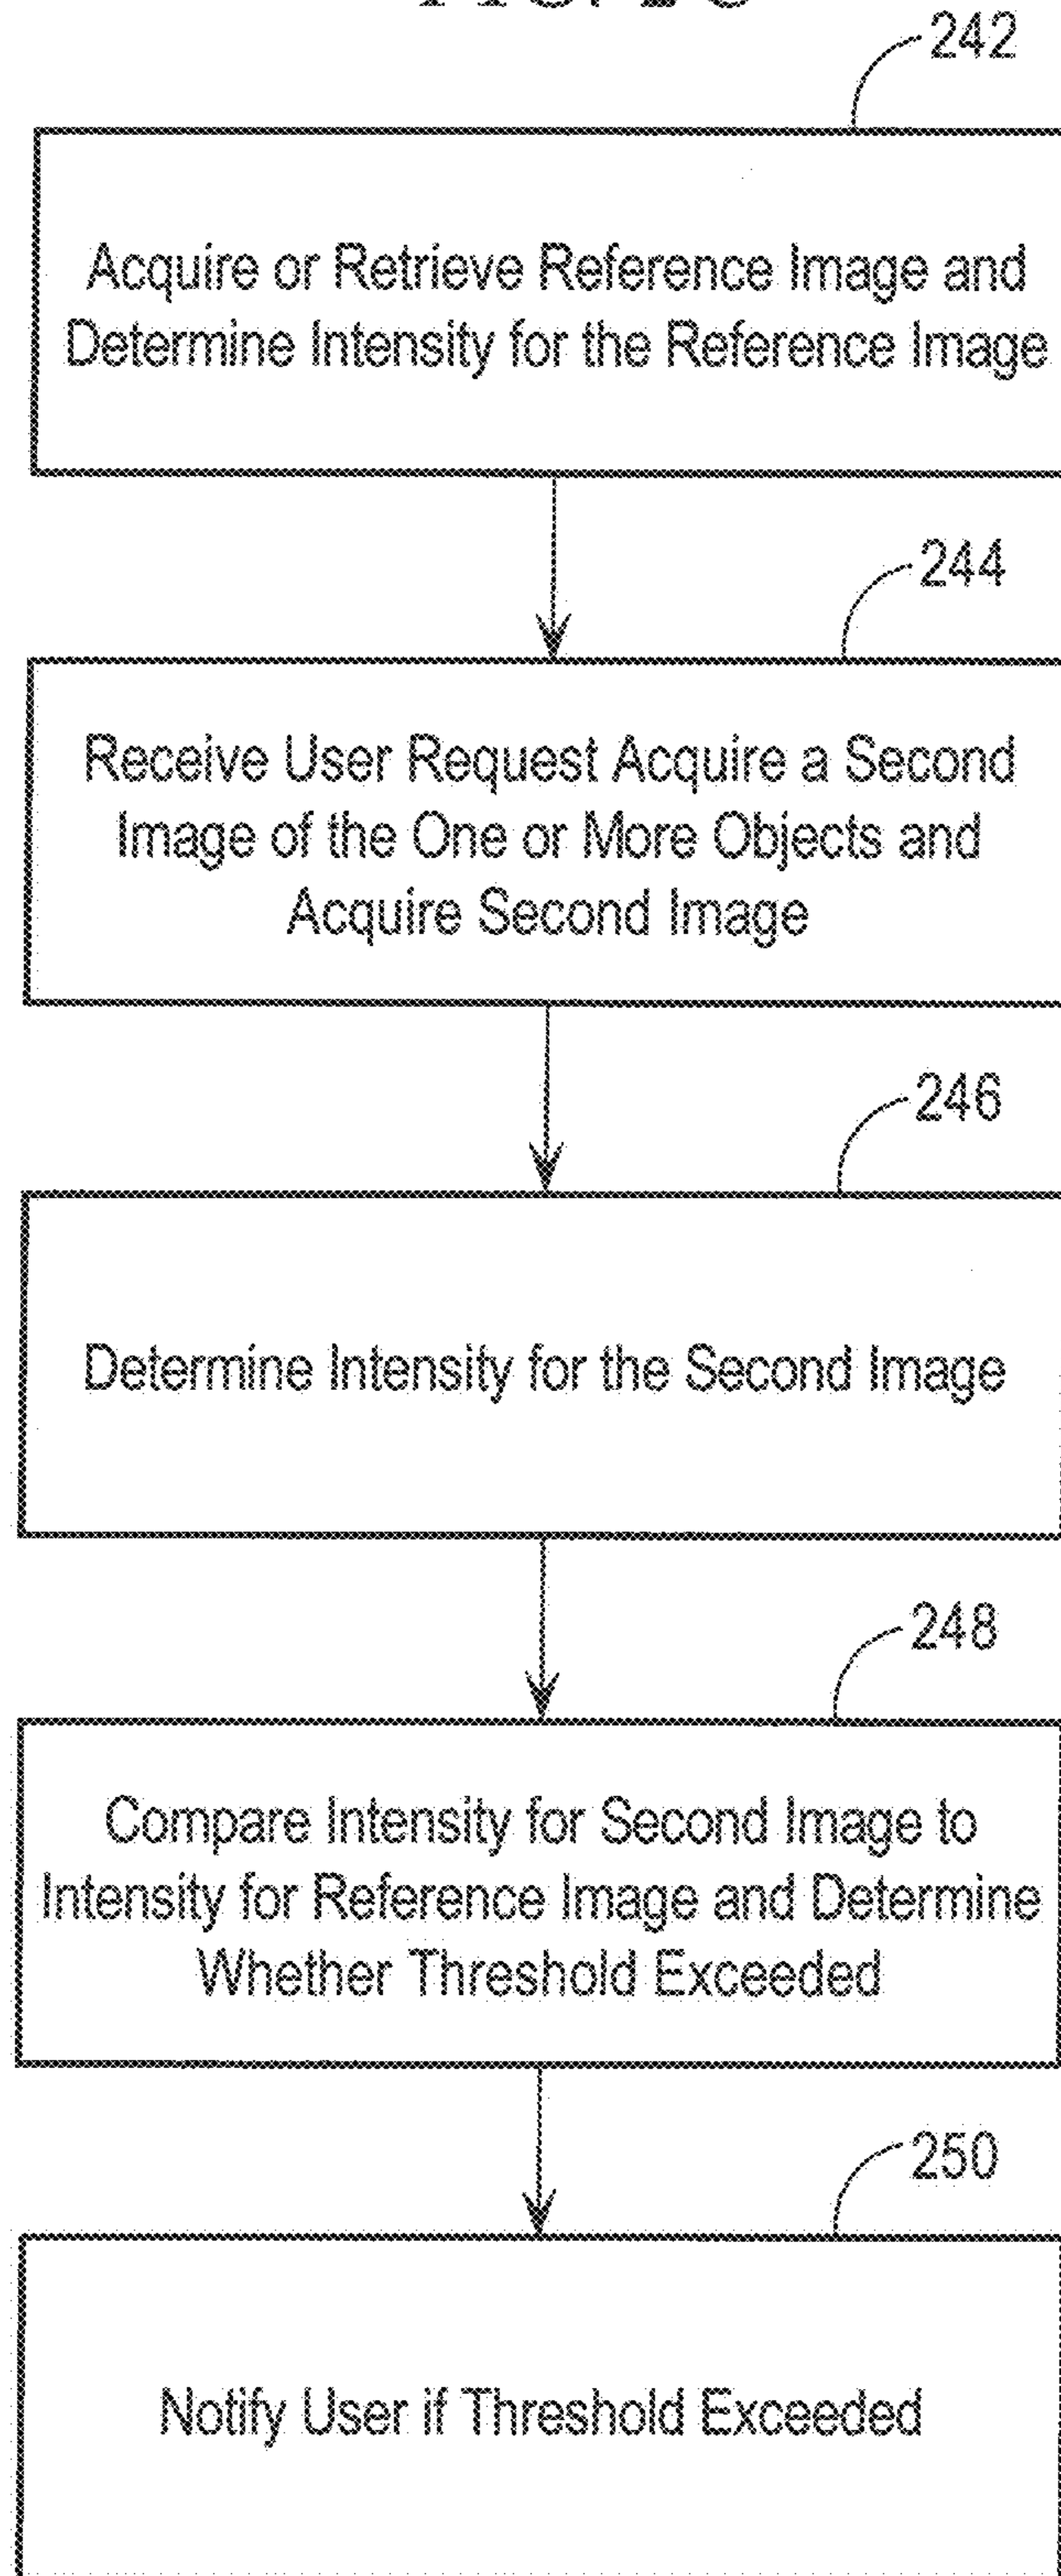 242
Acquire or Retrieve Reference Image and
Determine Intensity for the Reference Image
244
Receive User Request Acquire a Second
Image of the One or More Objects and
Acquire Second Image
246
Determine Intensity for the Second Image
248
Compare Intensity for Second Image to
Intensity for Reference Image and Determine
Whether Threshold Exceeded
250
Notify User if Threshold Exceeded